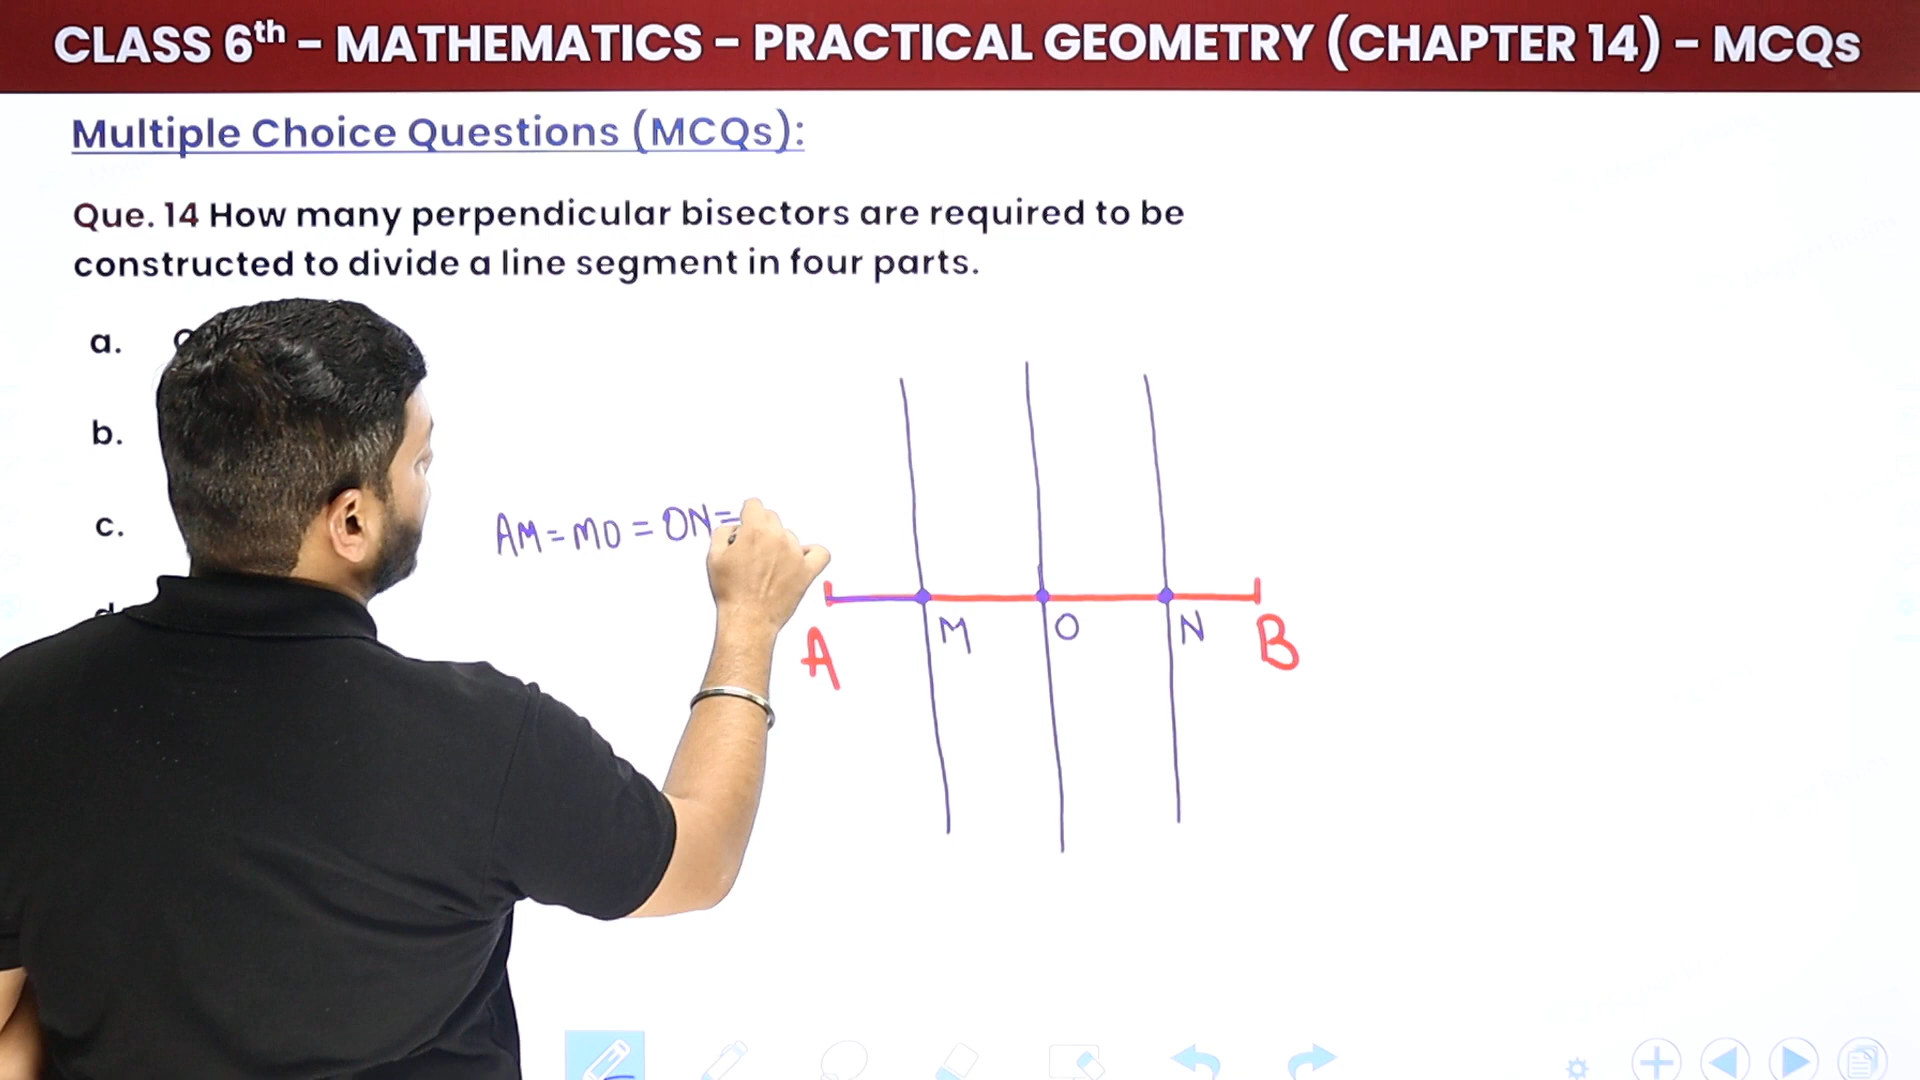 CLASS 6th – MATHEMATICS – PRACTICAL GEOMETRY (CHAPTER 14) – MCQs
Multiple Choice Questions (MCQs):
Que. 14 How many perpendicular bisectors are required to be
constructed to divide a line segment in four parts.
a.
b.
c.
AM = MO = ON =
M
O
N
A
B